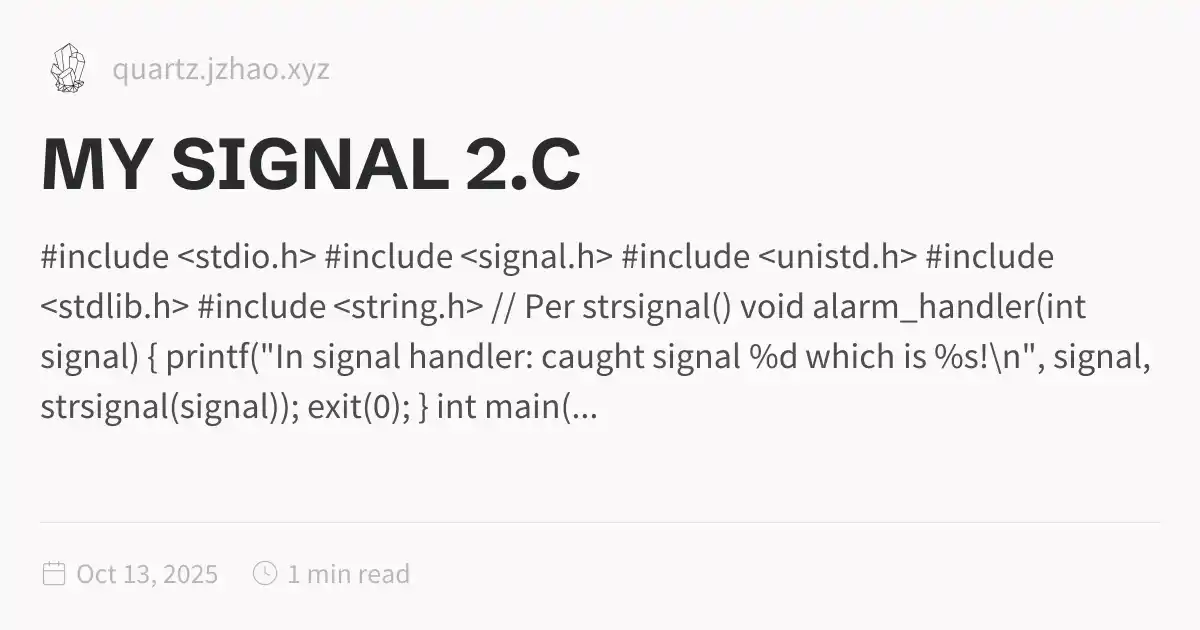 quartz.jzhao.xyz
MY SIGNAL 2.C
#include <stdio.h> #include <signal.h> #include <unistd.h> #include
<stdlib.h> #include <string.h> // Per strsignal() void alarm_handler(int
signal) { printf("In signal handler: caught signal %d which is %s!\n", signal,
strsignal(signal)); exit(0); } int main(...
Oct 13, 2025 1 min read